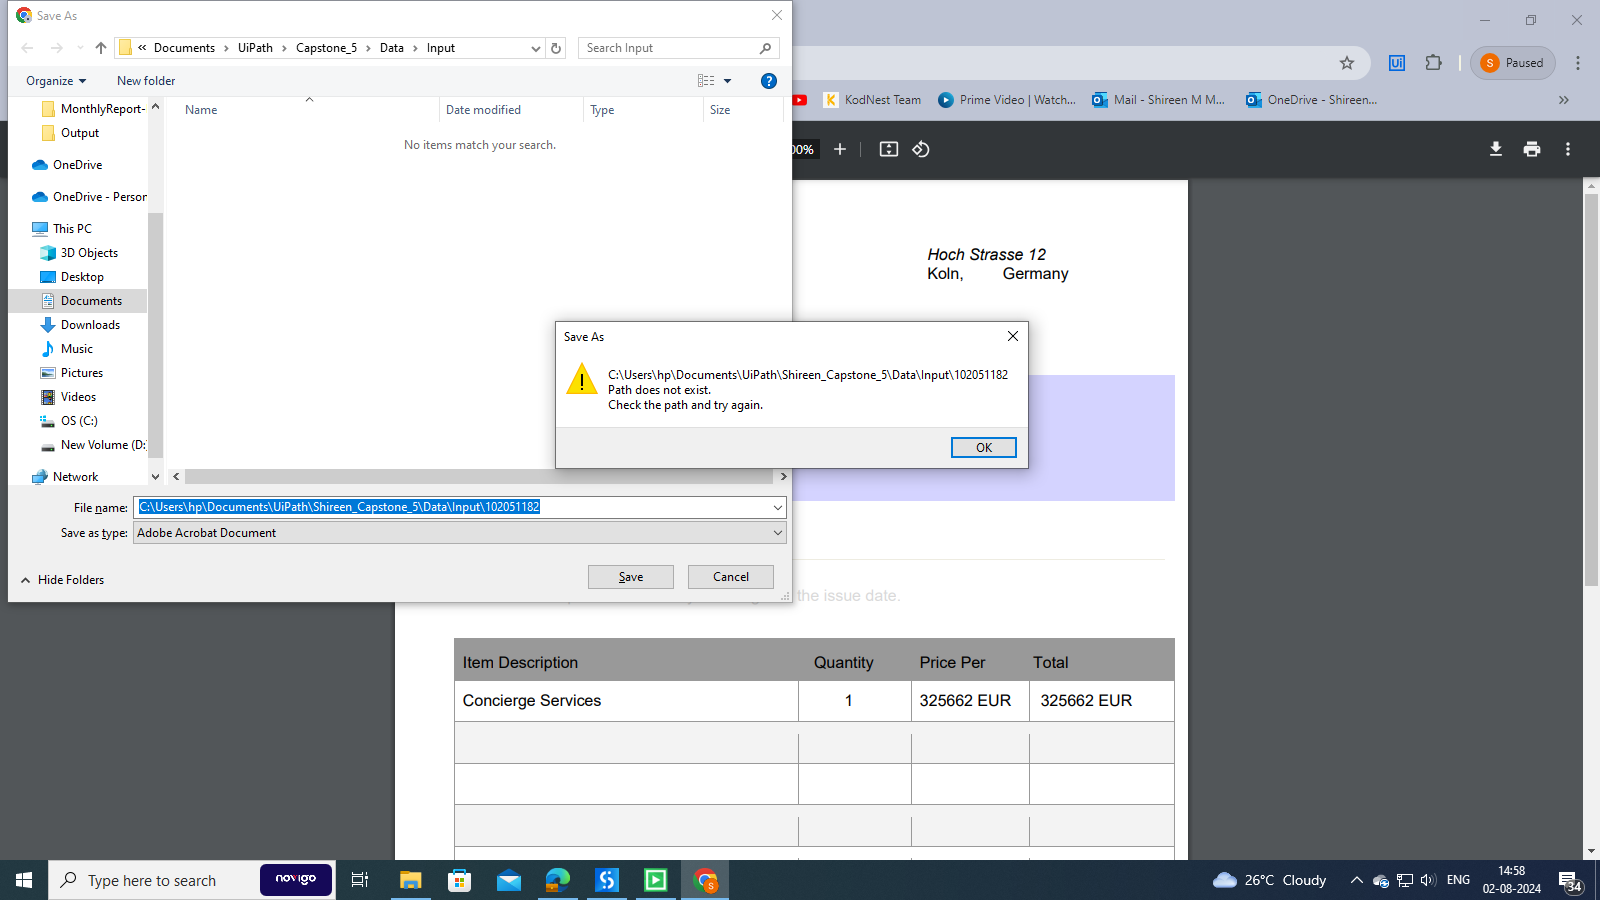 Save As
« Documents › UiPath › Capstone_5 › Data › Input
Search Input
Organize
New folder
MonthlyReport-
Output
OneDrive
OneDrive - Person
This PC
3D Objects
Desktop
Documents
Downloads
Music
Pictures
Videos
OS (C:)
New Volume (D:
Network
Name
Date modified
Type
Size
No items match your search.
File name: C:\Users\hp\Documents\UiPath\Shireen_Capstone_5\Data\Input\102051182
Save as type: Adobe Acrobat Document
Hide Folders
Save
Cancel
Save As
C:\Users\hp\Documents\UiPath\Shireen_Capstone_5\Data\Input\102051182
Path does not exist.
Check the path and try again.
OK
Ui
S Paused
K KodNest Team
Prime Video | Watch...
Mail - Shireen M M...
OneDrive - Shireen...
00%
Hoch Strasse 12
Koln, Germany
the issue date.
Item Description Quantity Price Per Total
Concierge Services 1 325662 EUR 325662 EUR
Type here to search
novigo
S
26°C Cloudy
ENG
14:58
02-08-2024
34